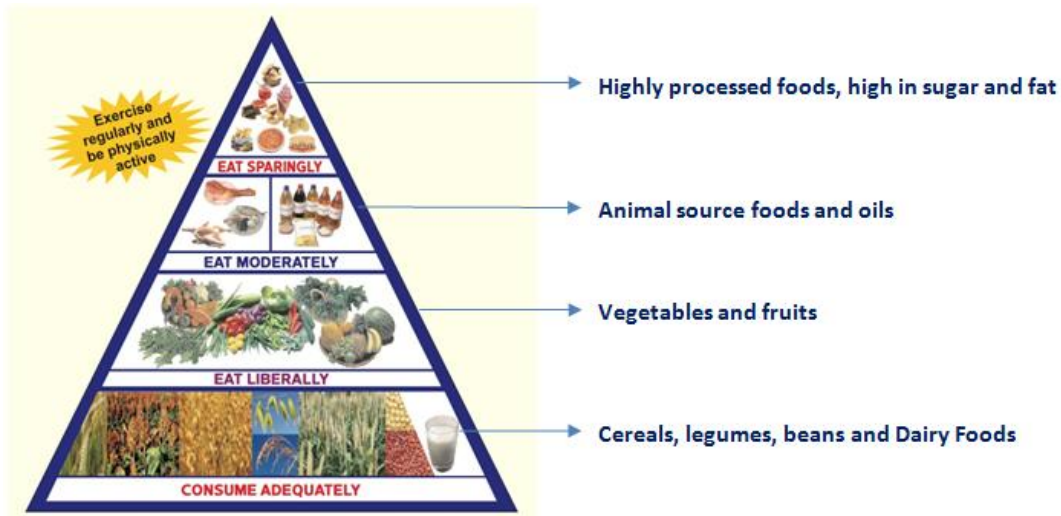 Exercise
regularly and
be physically
active
EAT SPARINGLY
Highly processed foods, high in sugar and fat
EAT MODERATELY
Animal source foods and oils
EAT LIBERALLY
Vegetables and fruits
CONSUME ADEQUATELY
Cereals, legumes, beans and Dairy Foods